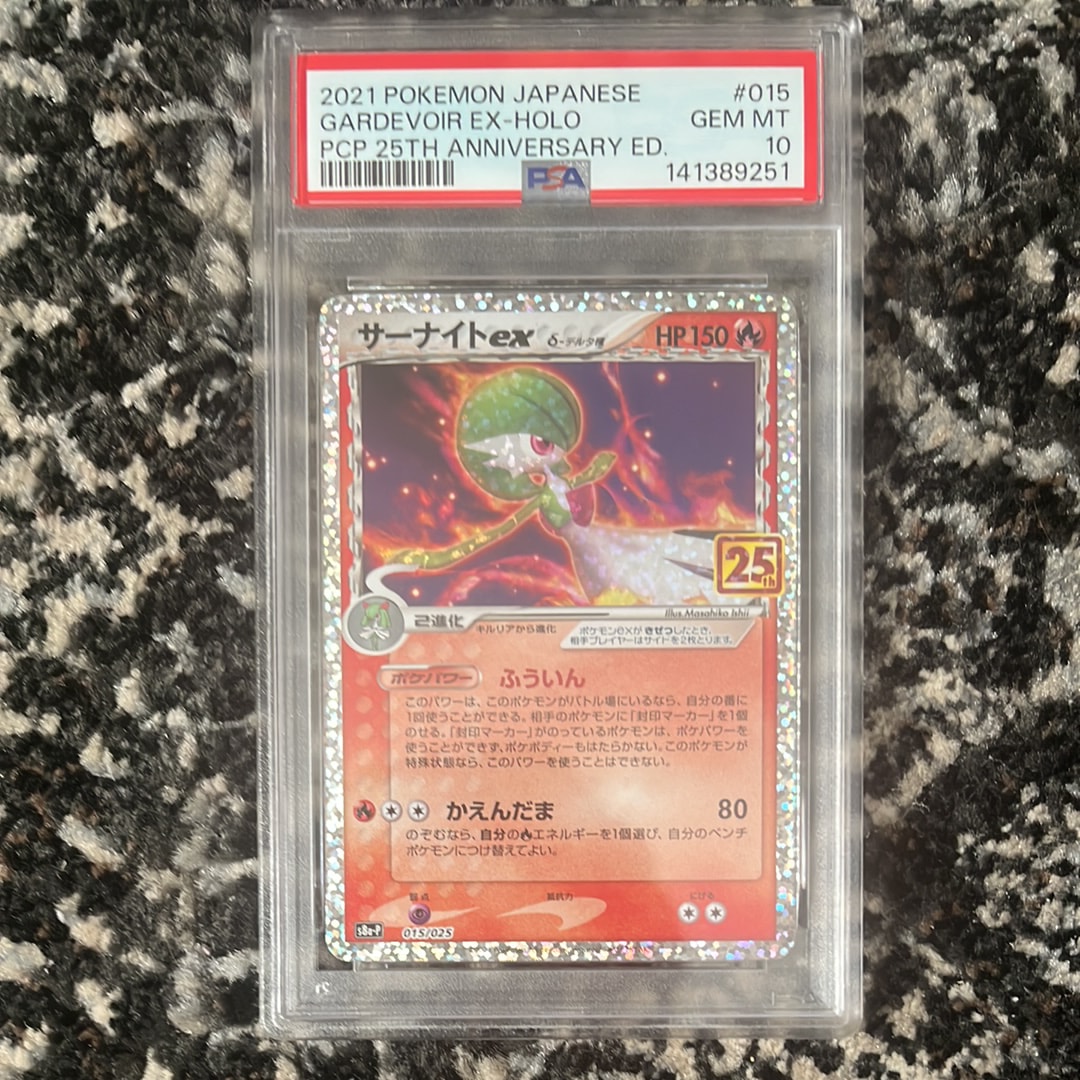 2021 POKEMON JAPANESE #015
GARDEVOIR EX-HOLO GEM MT
PCP 25TH ANNIVERSARY ED. 10
PSA 141389251
サーナイトex δ-デルタ種 HP150
25th
2進化 キルリアから進化
Illus.Masahiko Ishii
ポケモンexがきぜつしたとき、
相手プレイヤーはサイドを2枚とります。
ポケパワー ふういん
このパワーは、このポケモンがバトル場にいるなら、自分の番に
1回使うことができる。相手のポケモンに「封印マーカー」を1個
のせる。「封印マーカー」がのっているポケモンは、ポケパワーを
使うことができず、ポケボディーもはたらかない。このポケモンが
特殊状態なら、このパワーを使うことはできない。
かえんだま 80
のぞむなら、自分のエネルギーを1個選び、自分のベンチ
ポケモンにつけ替えてよい。
弱点 抵抗力 にげる
s8a-P 015/025